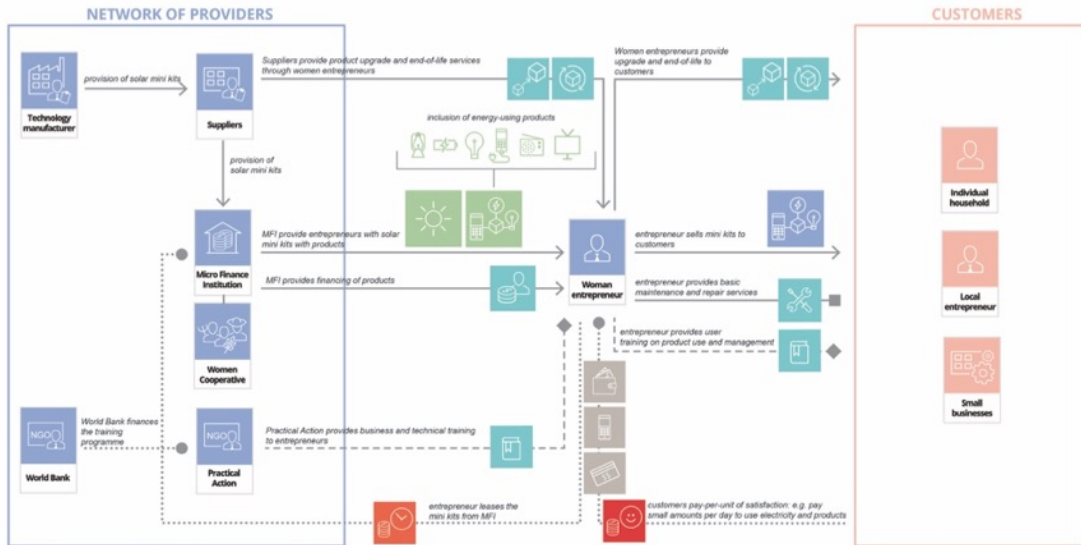 NETWORK OF PROVIDERS
CUSTOMERS
provision of solar mini kits
Technology
manufacturer
Suppliers
Suppliers provide product upgrade and end-of-life services
through women entrepreneurs
Women entrepreneurs provide
upgrade and end-of-life to
customers
inclusion of energy-using products
provision of
solar mini kits
Individual
household
Micro Finance
Institution
MFI provide entrepreneurs with solar
mini kits with products
MFI provides financing of products
Woman
entrepreneur
entrepreneur sells mini kits to
customers
entrepreneur provides basic
maintenance and repair services
entrepreneur provides user
training on product use and management
Local
entrepreneur
Women
Cooperative
Small
businesses
World Bank finances
the training
programme
NGO
World Bank
NGO
Practical
Action
Practical Action provides business and technical training
to entrepreneurs
entrepreneur leases the
mini kits from MFI
customers pay-per-unit of satisfaction: e.g. pay
small amounts per day to use electricity and products